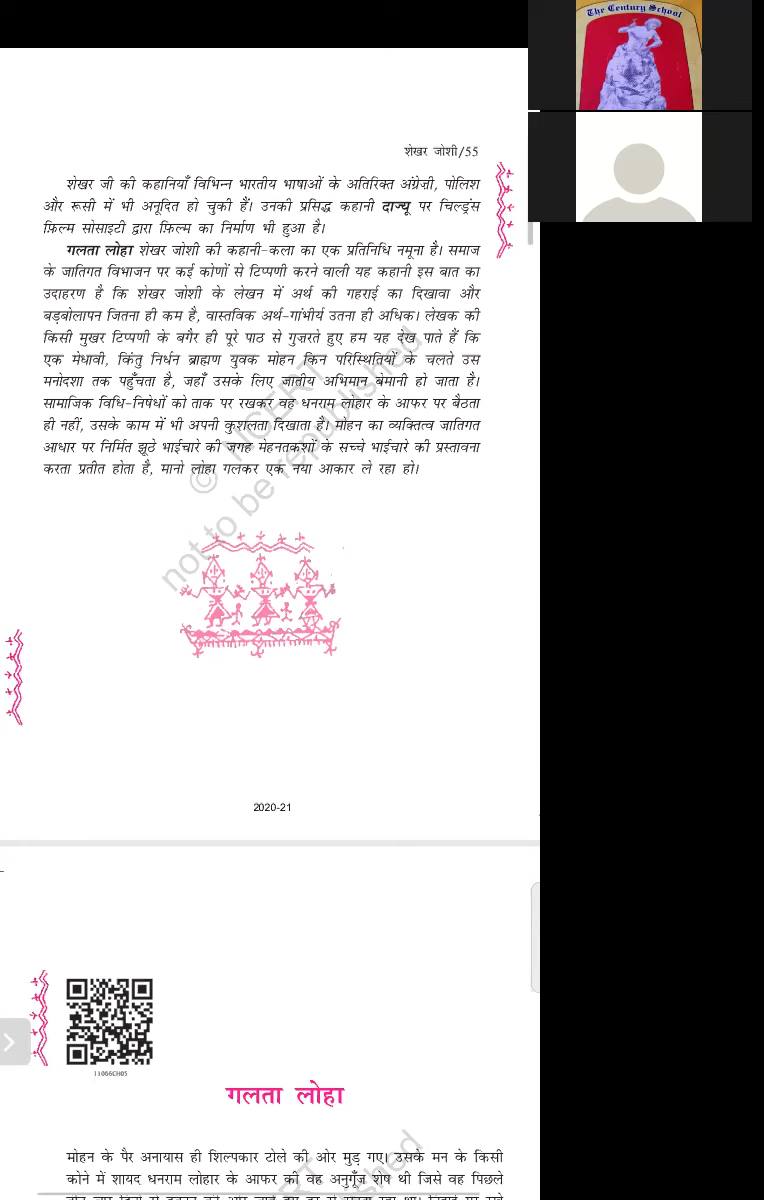 The Century School
शेखर जोशी/55
शेखर जी की कहानियाँ विभिन्न भारतीय भाषाओं के अतिरिक्त अंग्रेज़ी, पोलिश
और रूसी में भी अनूदित हो चुकी हैं। उनकी प्रसिद्ध कहानी दाज्यू पर चिल्ड्रंस
फ़िल्म सोसाइटी द्वारा फ़िल्म का निर्माण भी हुआ है।
गलता लोहा शेखर जोशी की कहानी-कला का एक प्रतिनिधि नमूना है। समाज
के जातिगत विभाजन पर कई कोणों से टिप्पणी करने वाली यह कहानी इस बात का
उदाहरण है कि शेखर जोशी के लेखन में अर्थ की गहराई का दिखावा और
बड़बोलापन जितना ही कम है, वास्तविक अर्थ-गांभीर्य उतना ही अधिक। लेखक की
किसी मुखर टिप्पणी के बगैर ही पूरे पाठ से गुज़रते हुए हम यह देख पाते हैं कि
एक मेधावी, किंतु निर्धन ब्राह्मण युवक मोहन किन परिस्थितियों के चलते उस
मनोदशा तक पहुँचता है, जहाँ उसके लिए जातीय अभिमान बेमानी हो जाता है।
सामाजिक विधि-निषेधों को ताक पर रखकर वह धनराम लोहार के आफर पर बैठता
ही नहीं, उसके काम में भी अपनी कुशलता दिखाता है। मोहन का व्यक्तित्व जातिगत
आधार पर निर्मित झूठे भाईचारे की जगह मेहनतकशों के सच्चे भाईचारे की प्रस्तावना
करता प्रतीत होता है, मानो लोहा गलकर एक नया आकार ले रहा हो।
© NCERT
not to be republished
2020-21
11066CH05
गलता लोहा
मोहन के पैर अनायास ही शिल्पकार टोले की ओर मुड़ गए। उसके मन के किसी
कोने में शायद धनराम लोहार के आफर की वह अनुगूँज शेष थी जिसे वह पिछले